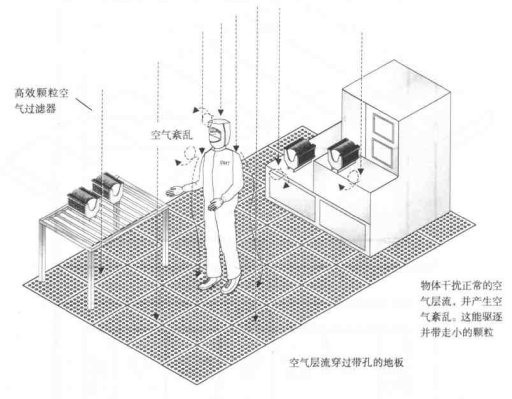 高效颗粒空
气过滤器
空气紊乱
物体干扰正常的空
气层流，并产生空
气紊乱。这能驱逐
并带走小的颗粒
空气层流穿过带孔的地板